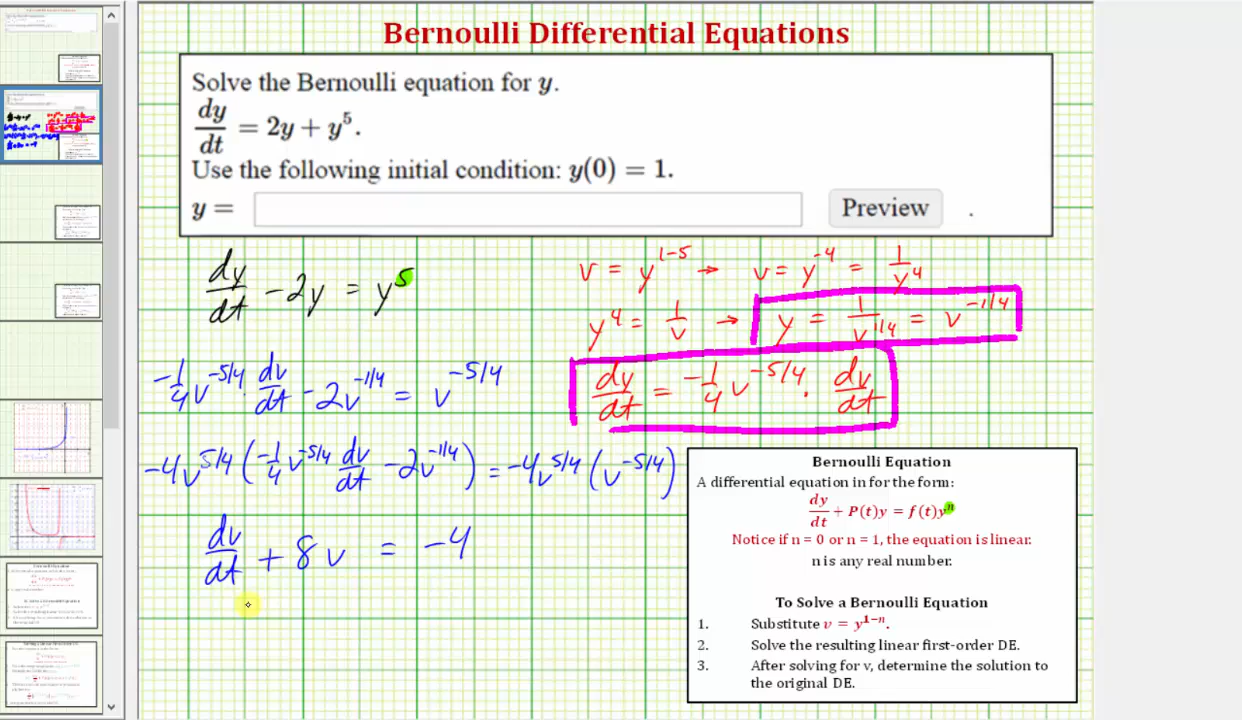 Bernoulli Differential Equations
Solve the Bernoulli equation for y.
dy/dt = 2y + y^5.
Use the following initial condition: y(0) = 1.
y =
Preview
.
dy/dt - 2y = y^5
v = y^(1-5) → v = y^(-4) = 1/y^4
y^4 = 1/v → y = 1/v^(1/4) = v^(-1/4)
dy/dt = -1/4 v^(-5/4) · dv/dt
-1/4 v^(-5/4) · dv/dt - 2v^(-1/4) = v^(-5/4)
-4v^(5/4) (-1/4 v^(-5/4) dv/dt - 2v^(-1/4)) = -4v^(5/4) (v^(-5/4))
dv/dt + 8v = -4
Bernoulli Equation
A differential equation in for the form:
dy/dt + P(t)y = f(t)y^n
Notice if n = 0 or n = 1, the equation is linear.
n is any real number.
To Solve a Bernoulli Equation
1. Substitute v = y^(1-n).
2. Solve the resulting linear first-order DE.
3. After solving for v, determine the solution to
the original DE.